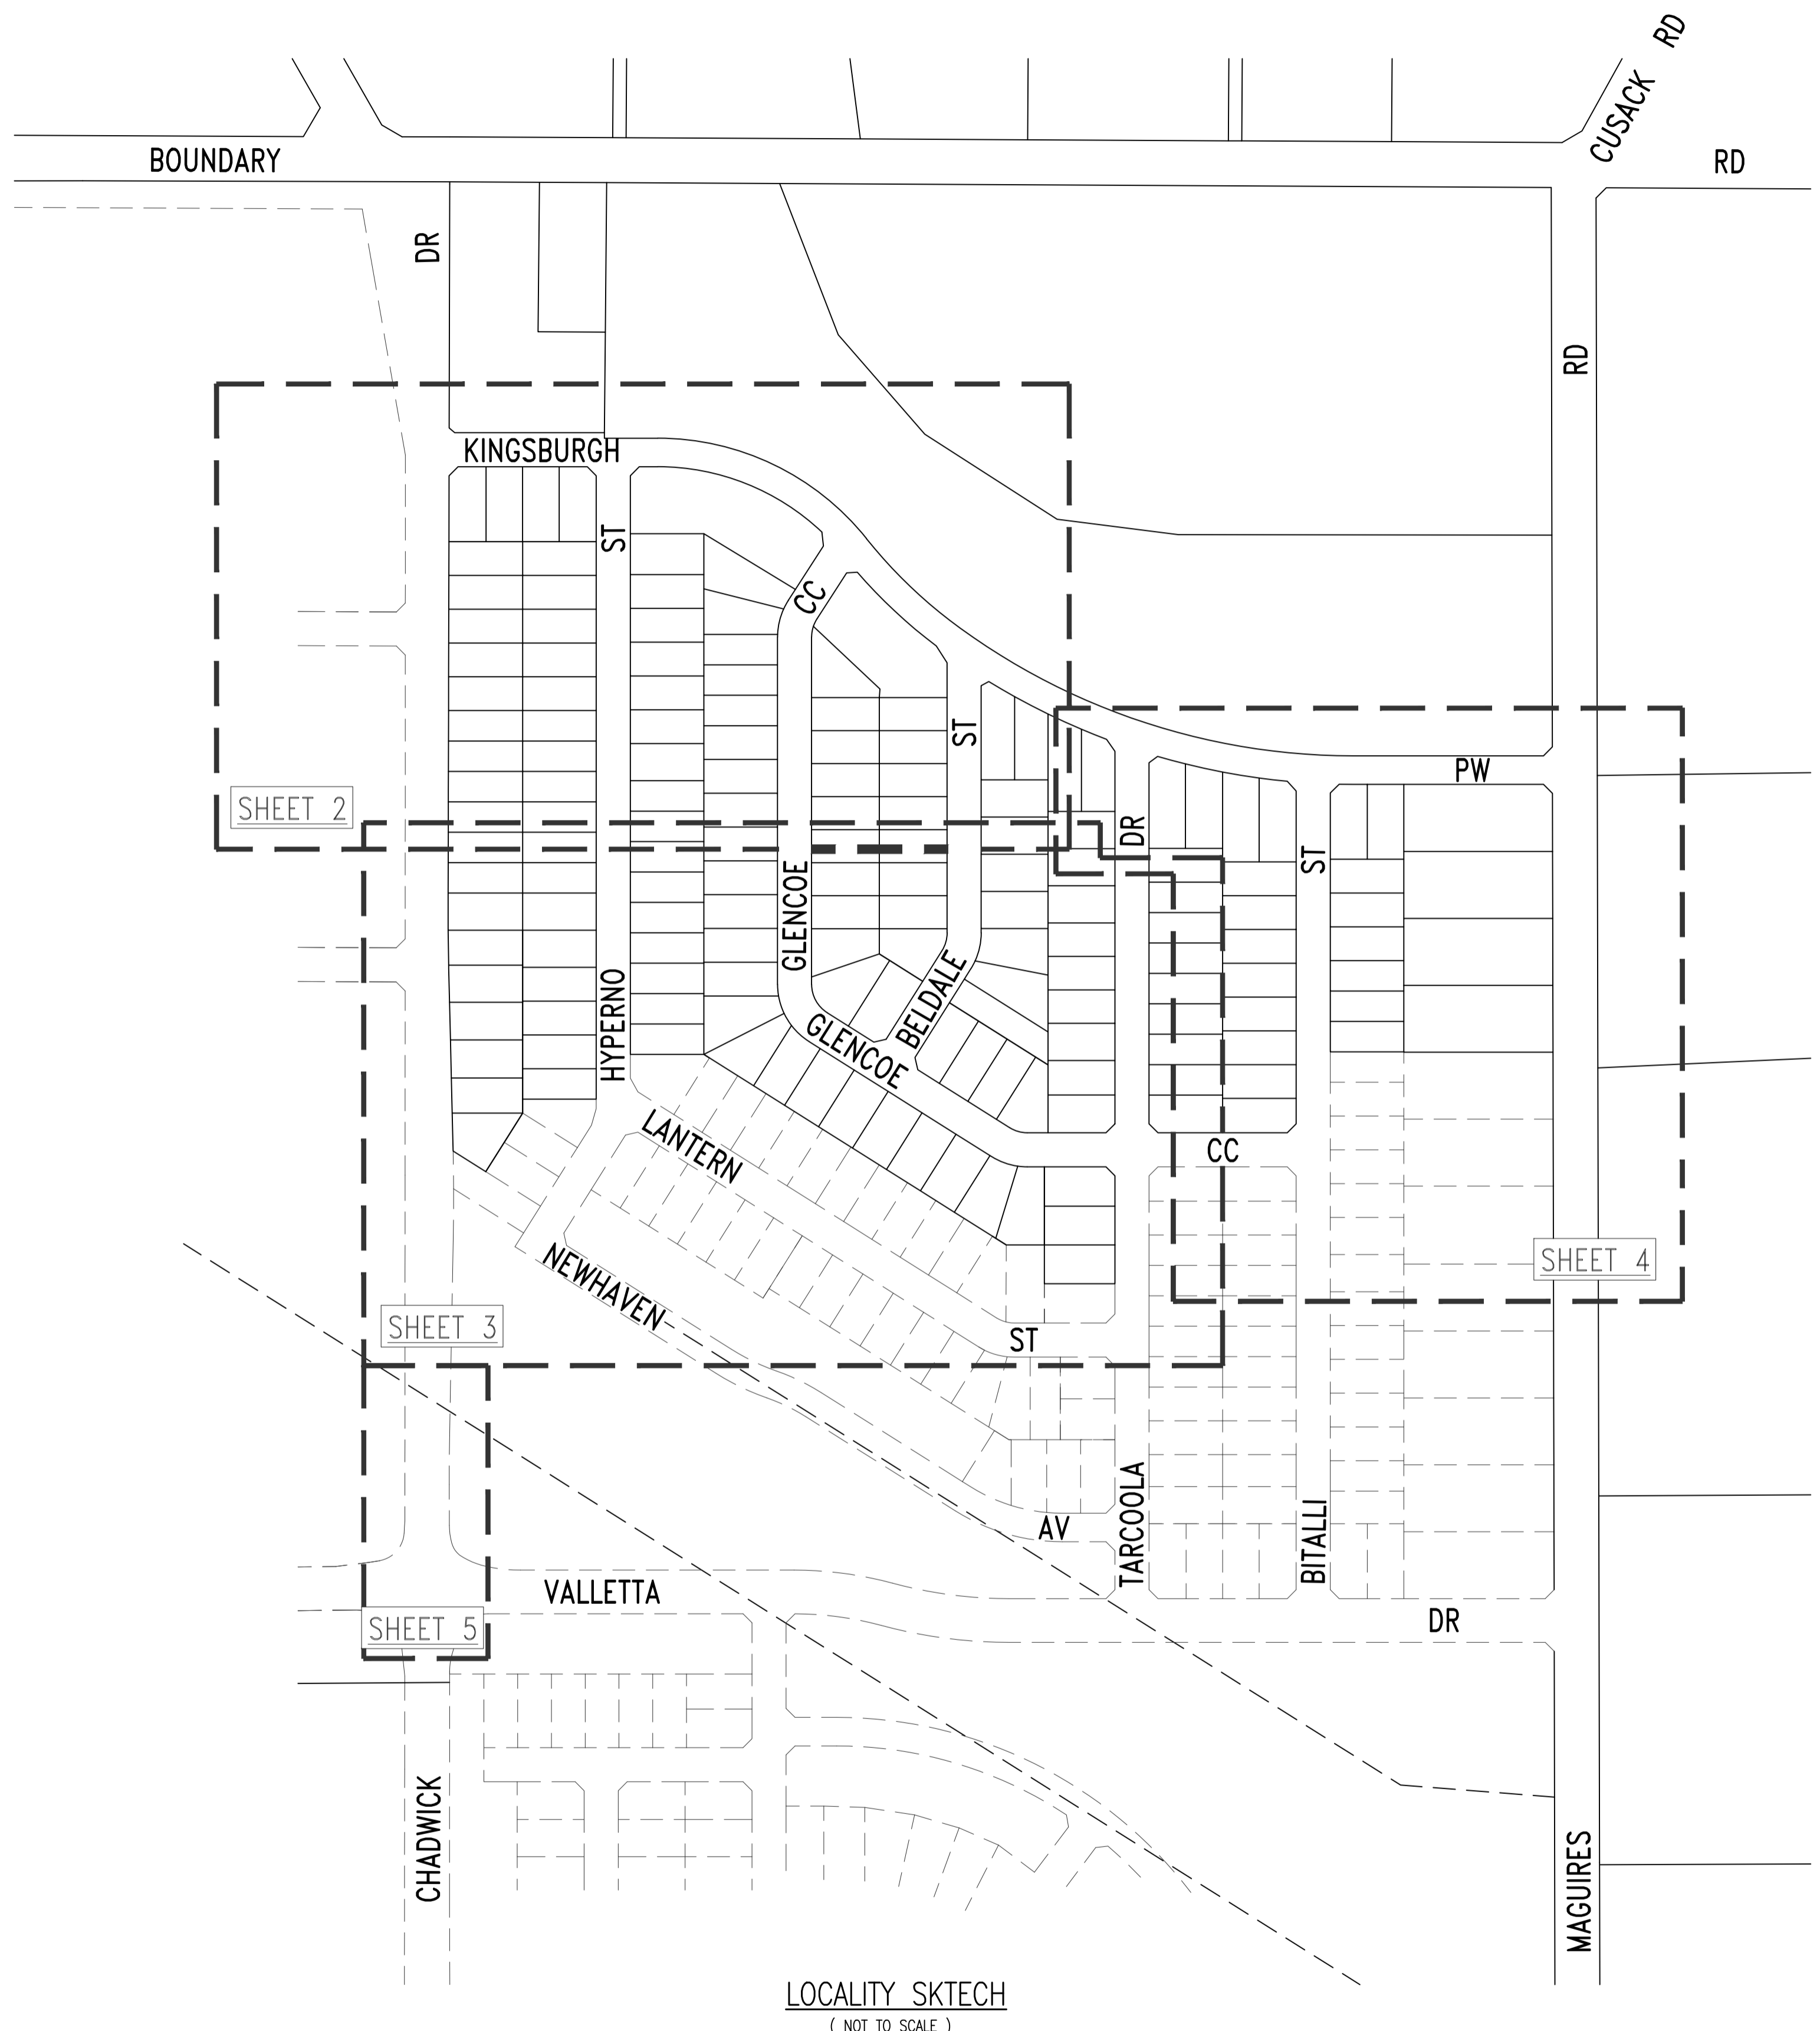 CUSACK RD
BOUNDARY RD
DR
RD
KINGSBURGH
ST
CC
ST
PW
SHEET 2
DR
ST
GLENCOE
HYPERNO
BELDALE
GLENCOE
LANTERN
CC
NEWHAVEN
SHEET 4
SHEET 3
ST
TARCOOLA
AV
BITALLI
VALLETTA
DR
SHEET 5
CHADWICK
MAGUIRES
LOCALITY SKTECH
( NOT TO SCALE )